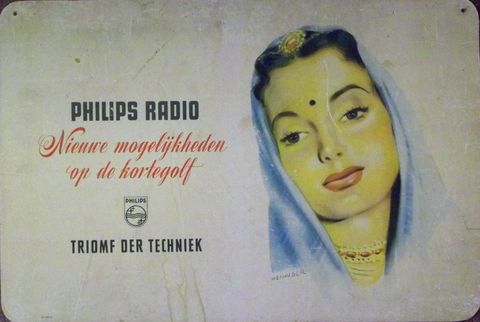 PHILIPS RADIO
Nieuwe mogelijkheden
op de kortegolf
PHILIPS
TRIOMF DER TECHNIEK